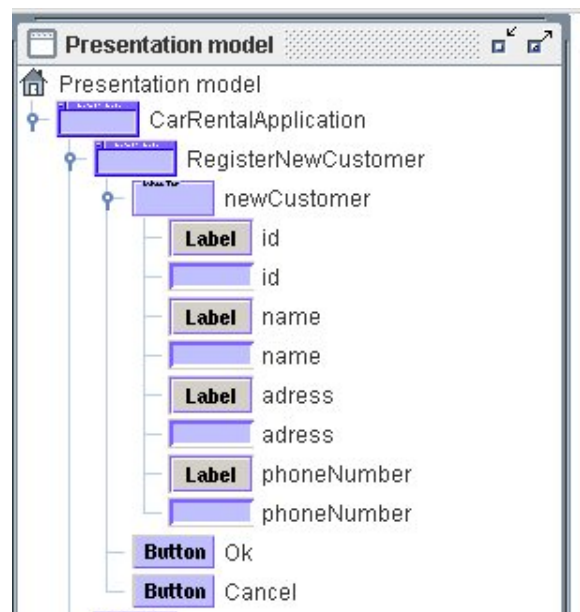 Presentation model
Presentation model
CarRentalApplication
RegisterNewCustomer
newCustomer
Label id
id
Label name
name
Label adress
adress
Label phoneNumber
phoneNumber
Button Ok
Button Cancel